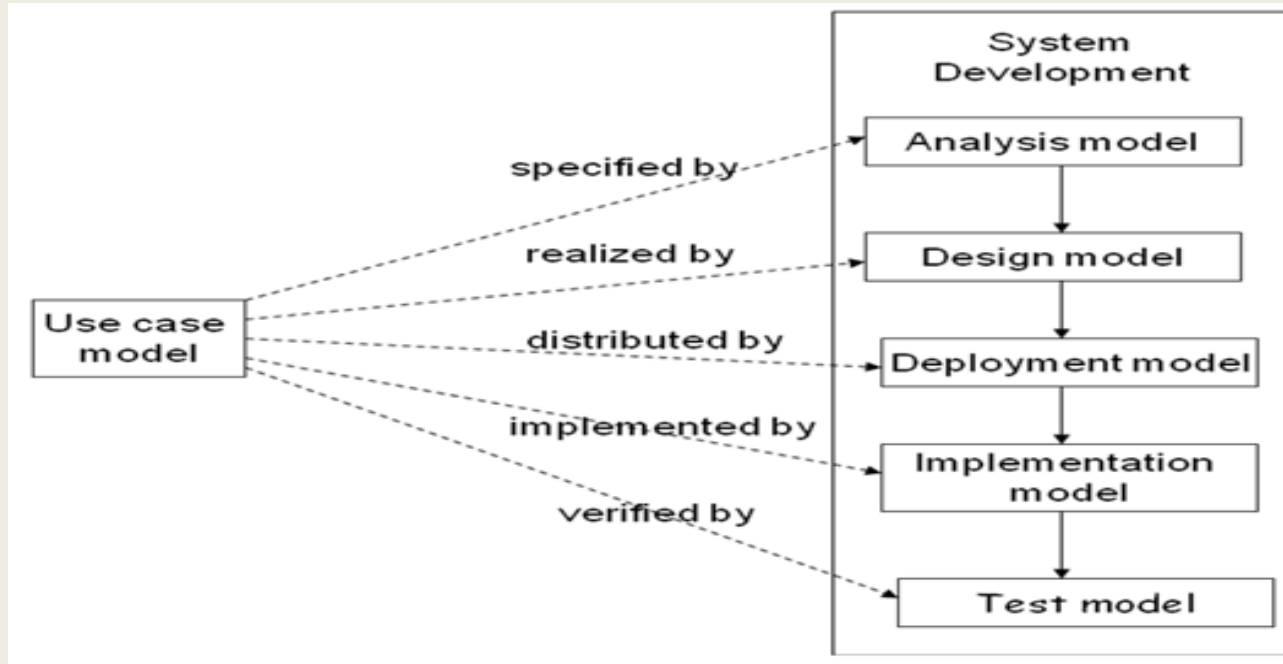 System
Development
Analysis model
specified by
realized by
Design model
Use case
model
distributed by
Deployment model
implemented by
Implementation
model
verified by
Test model